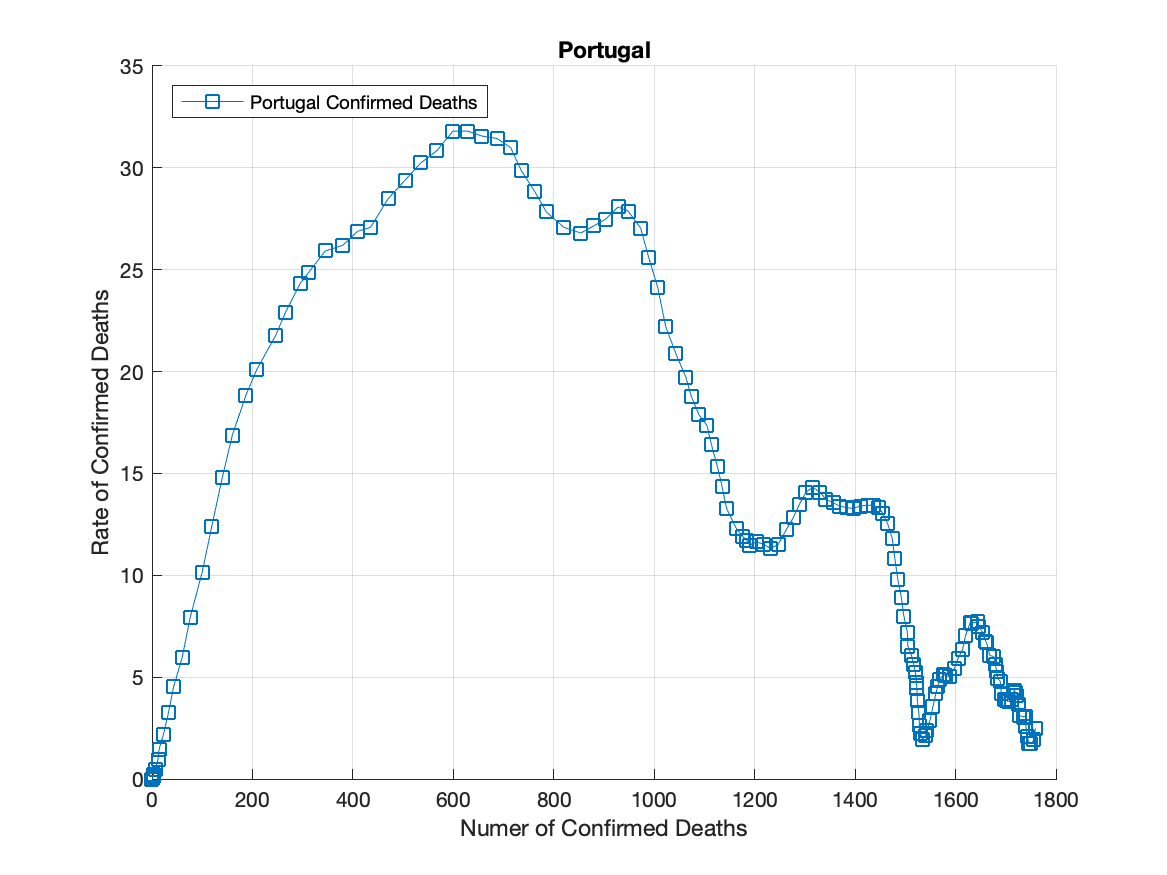 Portugal
Portugal Confirmed Deaths
35
30
25
20
15
10
5
0
Rate of Confirmed Deaths
0 200 400 600 800 1000 1200 1400 1600 1800
Numer of Confirmed Deaths